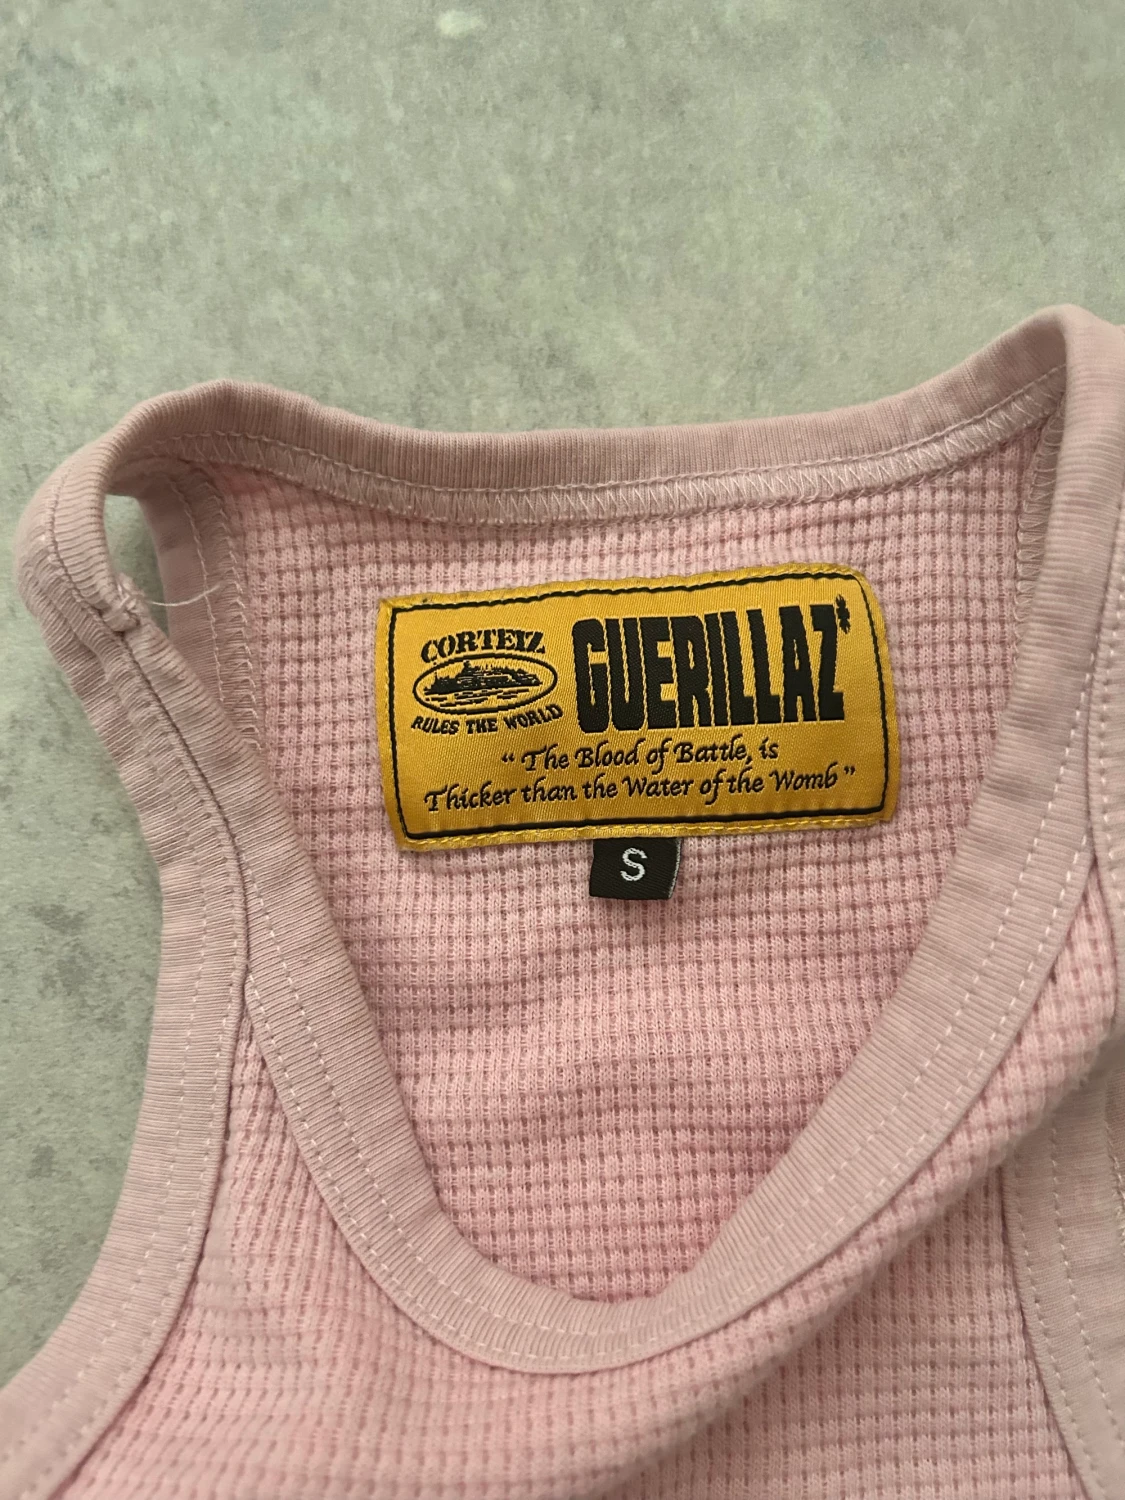 CORTEIZ
RULES THE WORLD
GUERILLAZ
“ The Blood of Battle, is
Thicker than the Water of the Womb ”
S